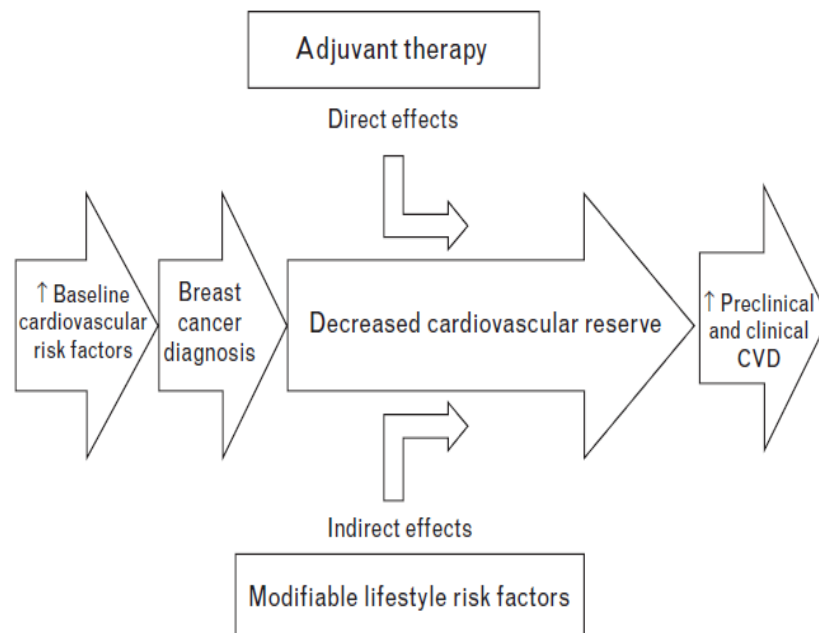 Adjuvant therapy
Direct effects
↑ Baseline
cardiovascular
risk factors
Breast
cancer
diagnosis
Decreased cardiovascular reserve
↑ Preclinical
and clinical
CVD
Indirect effects
Modifiable lifestyle risk factors